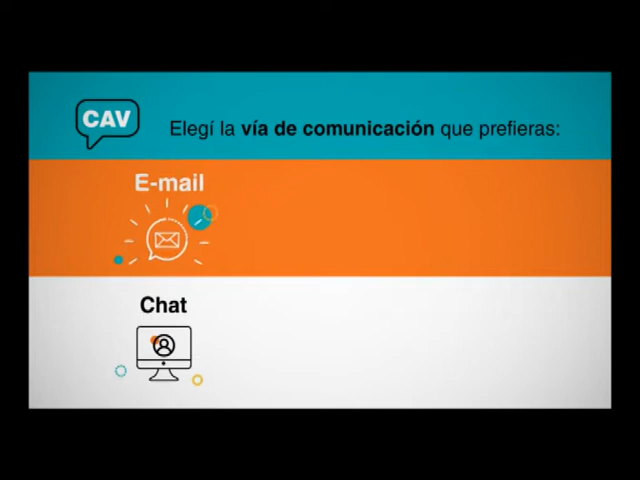 CAV
Elegí la vía de comunicación que prefieras:
E-mail
Chat